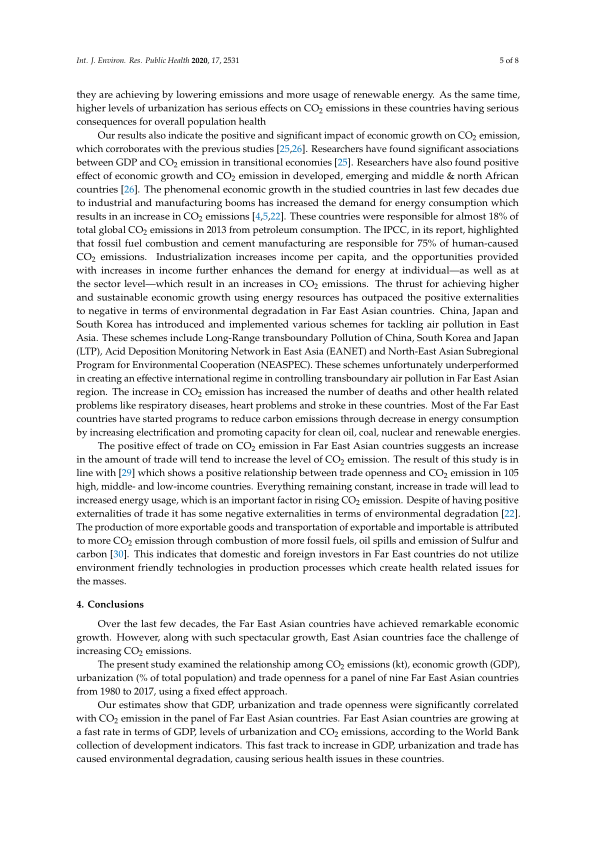 Int. J. Environ. Res. Public Health 2020, 17, 2531
5 of 8
they are achieving by lowering emissions and more usage of renewable energy. As the same time,
higher levels of urbanization has serious effects on CO2 emissions in these countries having serious
consequences for overall population health
Our results also indicate the positive and significant impact of economic growth on CO2 emission,
which corroborates with the previous studies [25,26]. Researchers have found significant associations
between GDP and CO2 emission in transitional economies [25]. Researchers have also found positive
effect of economic growth and CO2 emission in developed, emerging and middle & north African
countries [26]. The phenomenal economic growth in the studied countries in last few decades due
to industrial and manufacturing booms has increased the demand for energy consumption which
results in an increase in CO2 emissions [4,5,22]. These countries were responsible for almost 18% of
total global CO2 emissions in 2013 from petroleum consumption. The IPCC, in its report, highlighted
that fossil fuel combustion and cement manufacturing are responsible for 75% of human-caused
CO2 emissions. Industrialization increases income per capita, and the opportunities provided
with increases in income further enhances the demand for energy at individual—as well as at
the sector level—which result in an increases in CO2 emissions. The thrust for achieving higher
and sustainable economic growth using energy resources has outpaced the positive externalities
to negative in terms of environmental degradation in Far East Asian countries. China, Japan and
South Korea has introduced and implemented various schemes for tackling air pollution in East
Asia. These schemes include Long-Range transboundary Pollution of China, South Korea and Japan
(LTP), Acid Deposition Monitoring Network in East Asia (EANET) and North-East Asian Subregional
Program for Environmental Cooperation (NEASPEC). These schemes unfortunately underperformed
in creating an effective international regime in controlling transboundary air pollution in Far East Asian
region. The increase in CO2 emission has increased the number of deaths and other health related
problems like respiratory diseases, heart problems and stroke in these countries. Most of the Far East
countries have started programs to reduce carbon emissions through decrease in energy consumption
by increasing electrification and promoting capacity for clean oil, coal, nuclear and renewable energies.
The positive effect of trade on CO2 emission in Far East Asian countries suggests an increase
in the amount of trade will tend to increase the level of CO2 emission. The result of this study is in
line with [29] which shows a positive relationship between trade openness and CO2 emission in 105
high, middle- and low-income countries. Everything remaining constant, increase in trade will lead to
increased energy usage, which is an important factor in rising CO2 emission. Despite of having positive
externalities of trade it has some negative externalities in terms of environmental degradation [22].
The production of more exportable goods and transportation of exportable and importable is attributed
to more CO2 emission through combustion of more fossil fuels, oil spills and emission of Sulfur and
carbon [30]. This indicates that domestic and foreign investors in Far East countries do not utilize
environment friendly technologies in production processes which create health related issues for
the masses.
4. Conclusions
Over the last few decades, the Far East Asian countries have achieved remarkable economic
growth. However, along with such spectacular growth, East Asian countries face the challenge of
increasing CO2 emissions.
The present study examined the relationship among CO2 emissions (kt), economic growth (GDP),
urbanization (% of total population) and trade openness for a panel of nine Far East Asian countries
from 1980 to 2017, using a fixed effect approach.
Our estimates show that GDP, urbanization and trade openness were significantly correlated
with CO2 emission in the panel of Far East Asian countries. Far East Asian countries are growing at
a fast rate in terms of GDP, levels of urbanization and CO2 emissions, according to the World Bank
collection of development indicators. This fast track to increase in GDP, urbanization and trade has
caused environmental degradation, causing serious health issues in these countries.